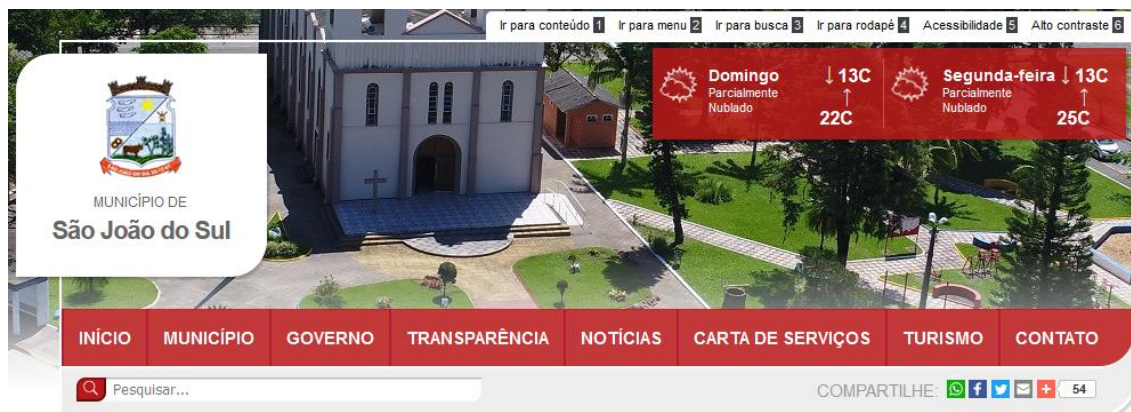 Ir para conteúdo 1 Ir para menu 2 Ir para busca 3 Ir para rodapé 4 Acessibilidade 5 Alto contraste 6
Domingo ↓ 13C
Parcialmente
Nublado
↑
22C
Segunda-feira ↓ 13C
Parcialmente
Nublado
↑
25C
MUNICÍPIO DE
São João do Sul
INÍCIO MUNICÍPIO GOVERNO TRANSPARÊNCIA NOTÍCIAS CARTA DE SERVIÇOS TURISMO CONTATO
Pesquisar...
COMPARTILHE: 54